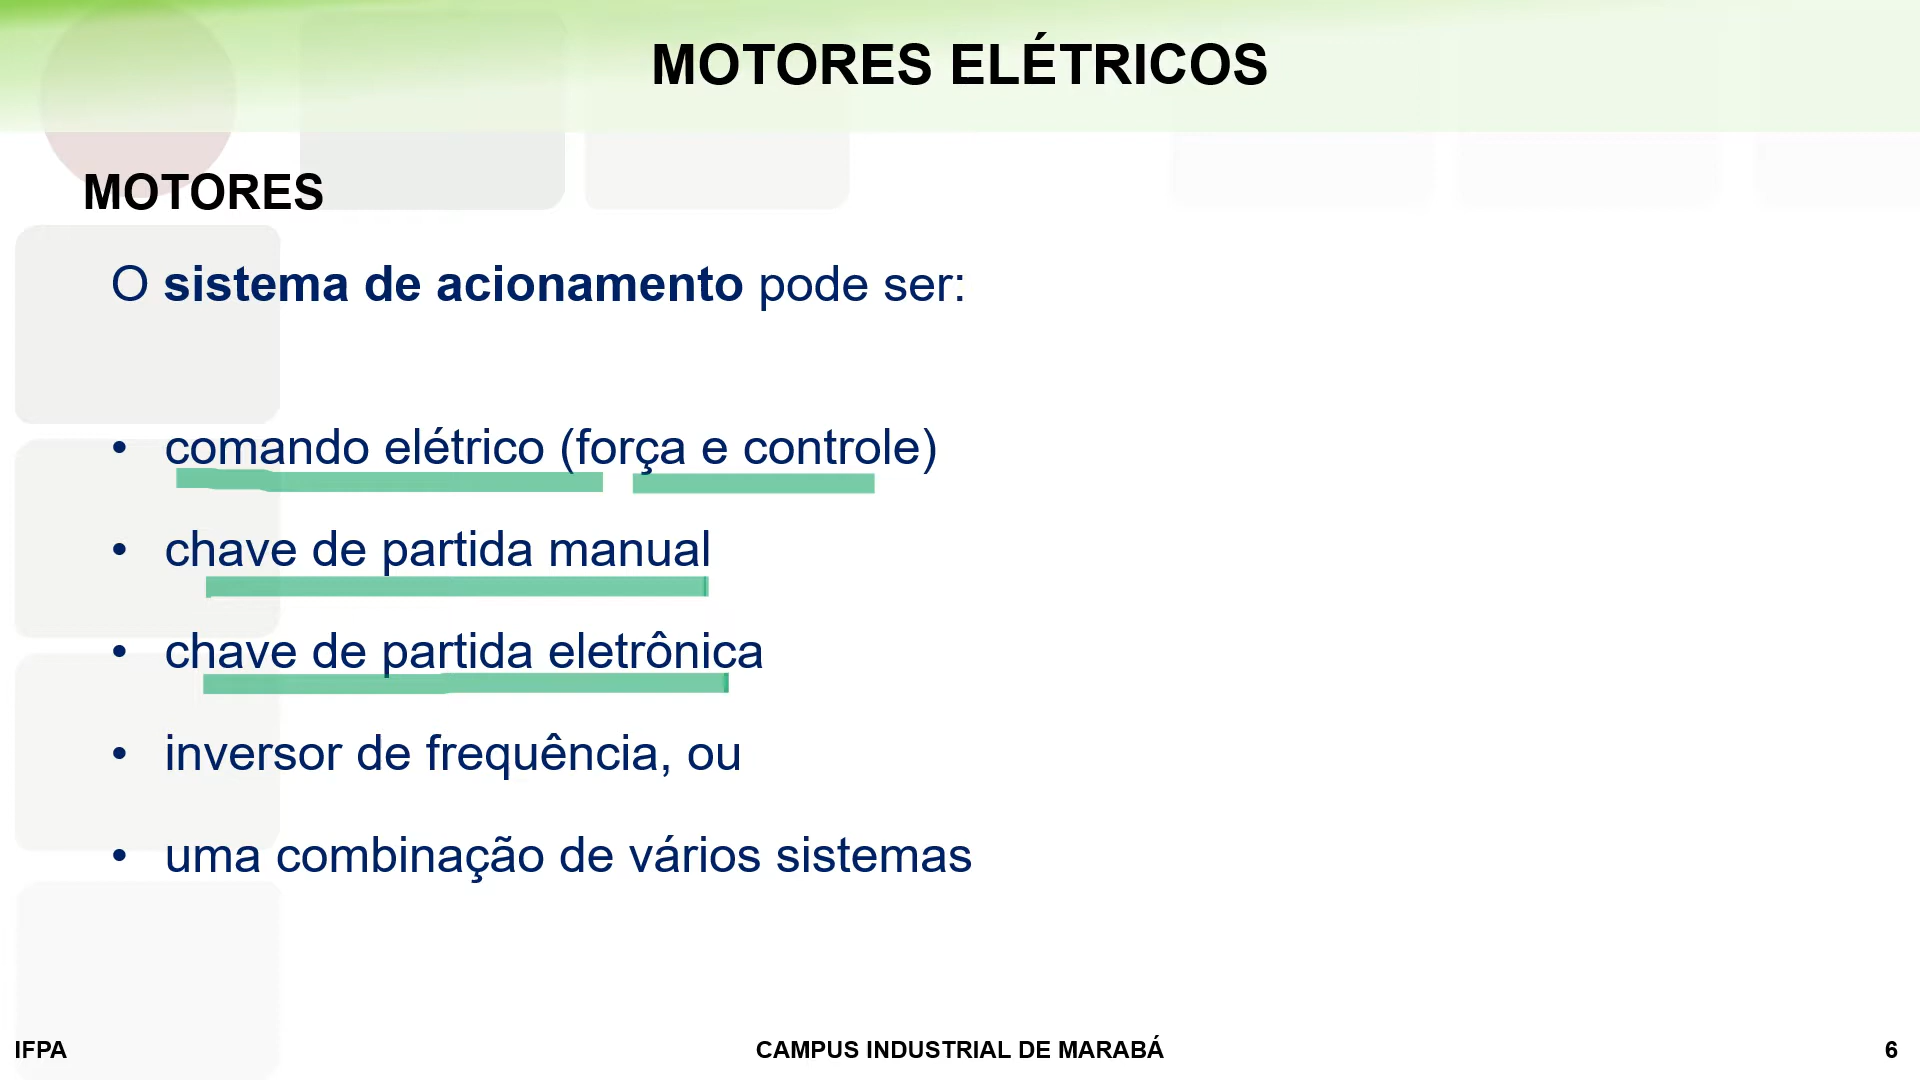 MOTORES ELÉTRICOS
MOTORES
O sistema de acionamento pode ser:
• comando elétrico (força e controle)
• chave de partida manual
• chave de partida eletrônica
• inversor de frequência, ou
• uma combinação de vários sistemas
IFPA
CAMPUS INDUSTRIAL DE MARABÁ
6